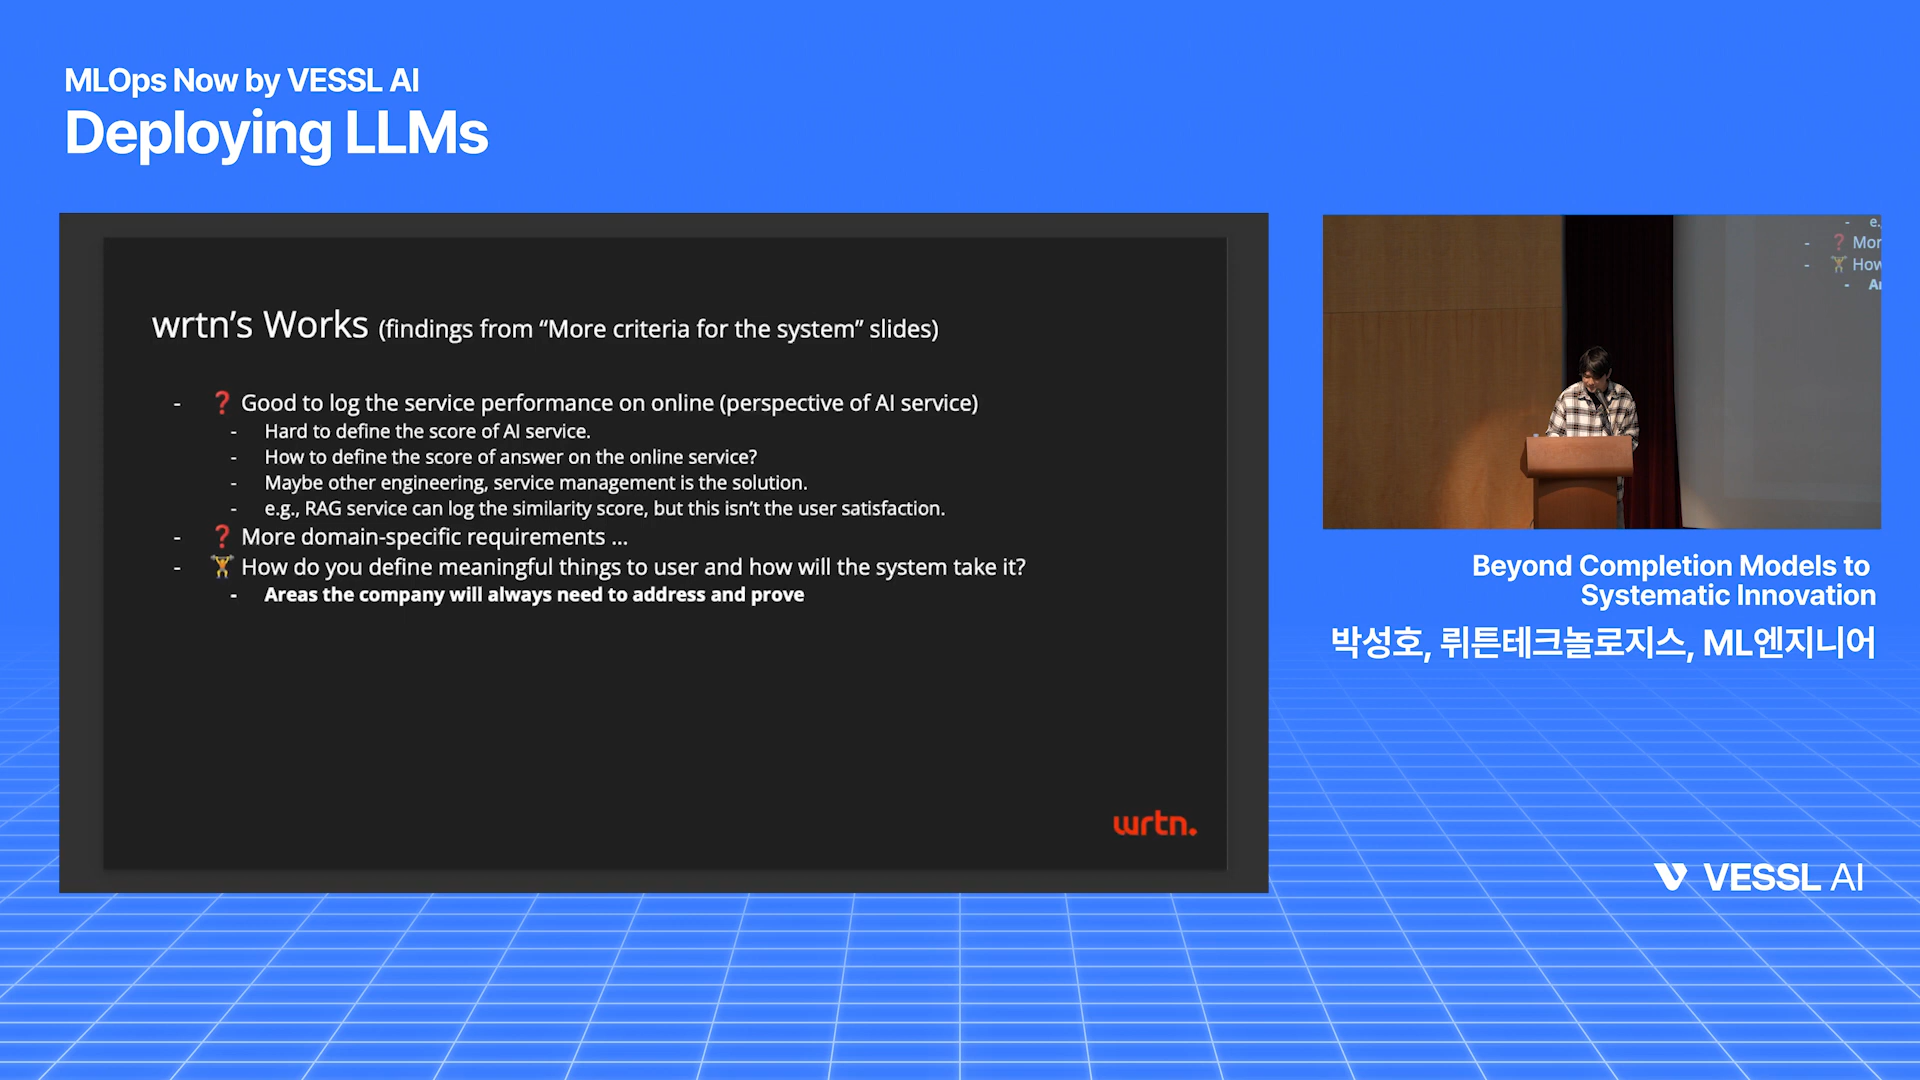 MLOps Now by VESSL AI
Deploying LLMs
wrtn’s Works (findings from “More criteria for the system” slides)
- ❓ Good to log the service performance on online (perspective of AI service)
- Hard to define the score of AI service.
- How to define the score of answer on the online service?
- Maybe other engineering, service management is the solution.
- e.g., RAG service can log the similarity score, but this isn’t the user satisfaction.
- ❓ More domain-specific requirements ...
- 🏋 How do you define meaningful things to user and how will the system take it?
- Areas the company will always need to address and prove
wrtn.
- e.
- ❓ Mor
- 🏋 How
- Ar
Beyond Completion Models to
Systematic Innovation
박성호, 뤼튼테크놀로지스, ML엔지니어
VESSL AI